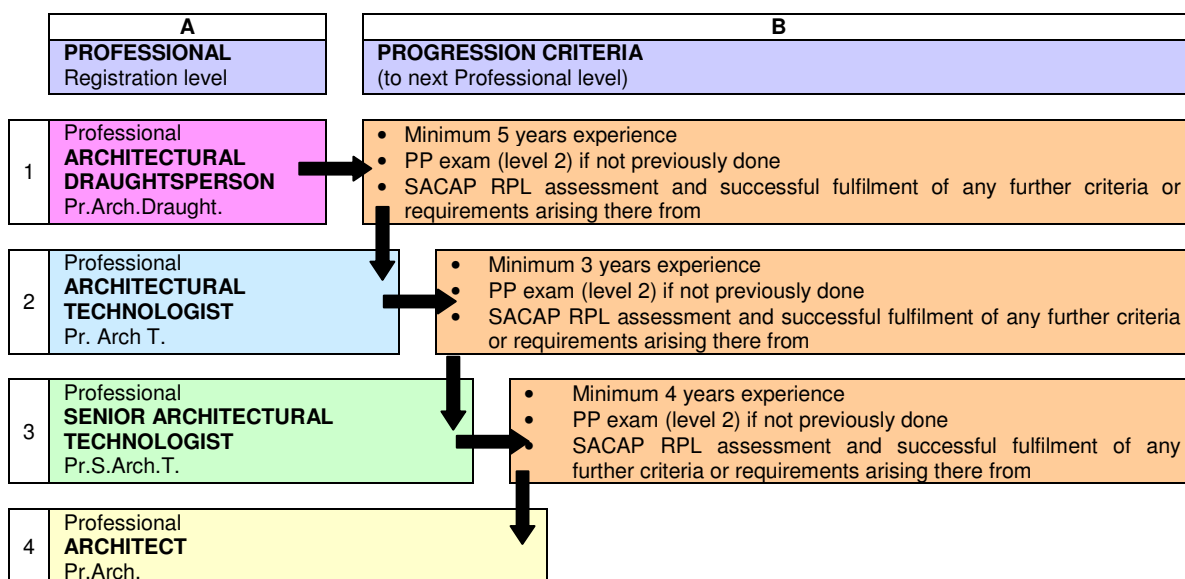 A
B
PROFESSIONAL
Registration level
PROGRESSION CRITERIA
(to next Professional level)
1
Professional
ARCHITECTURAL
DRAUGHTSPERSON
Pr.Arch.Draught.
• Minimum 5 years experience
• PP exam (level 2) if not previously done
• SACAP RPL assessment and successful fulfilment of any further criteria or
requirements arising there from
2
Professional
ARCHITECTURAL
TECHNOLOGIST
Pr. Arch T.
• Minimum 3 years experience
• PP exam (level 2) if not previously done
• SACAP RPL assessment and successful fulfilment of any further criteria
or requirements arising there from
3
Professional
SENIOR ARCHITECTURAL
TECHNOLOGIST
Pr.S.Arch.T.
• Minimum 4 years experience
• PP exam (level 2) if not previously done
• SACAP RPL assessment and successful fulfilment of any
further criteria or requirements arising there from
4
Professional
ARCHITECT
Pr.Arch.